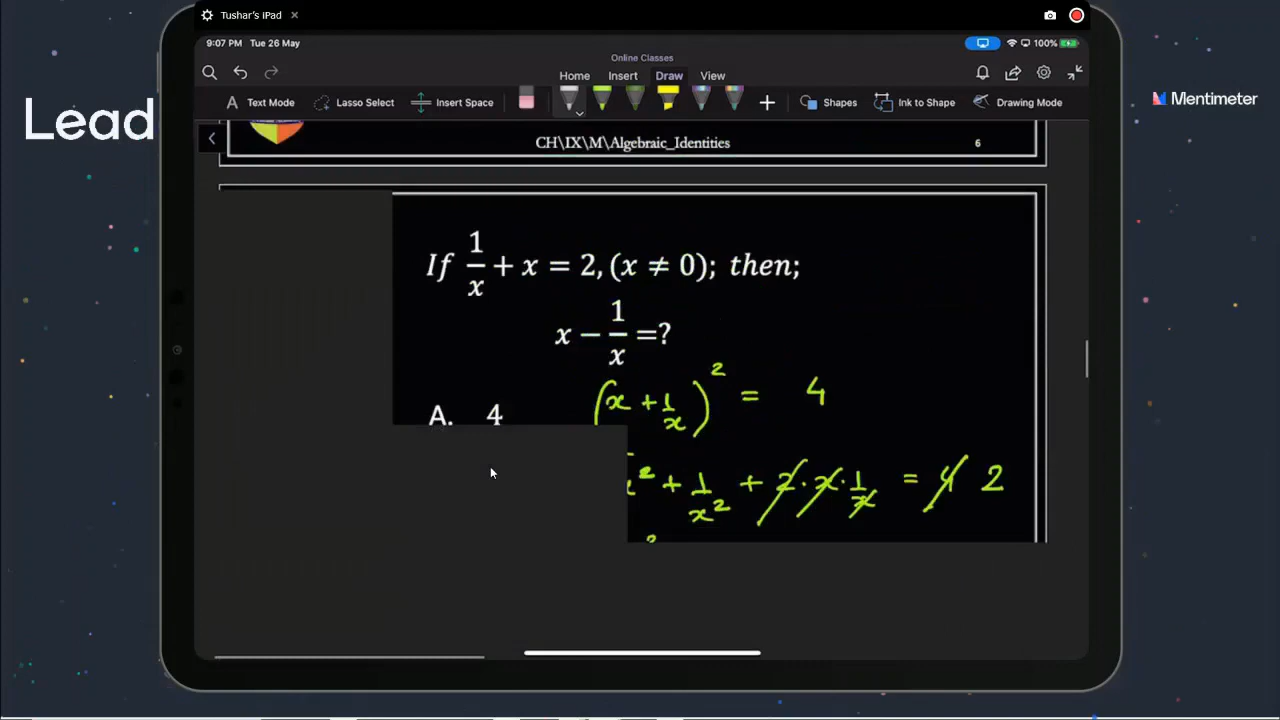 Tushar's iPad
9:07 PM Tue 26 May
100%
Online Classes
Home Insert Draw View
Text Mode Lasso Select Insert Space Shapes Ink to Shape Drawing Mode
Lead
Mentimeter
CH\IX\M\Algebraic_Identities 6
If 1/x + x = 2, (x ≠ 0); then;
x − 1/x =?
(x + 1/x)² = 4
A. 4
x² + 1/x² + 2·x·1/x = 4 2